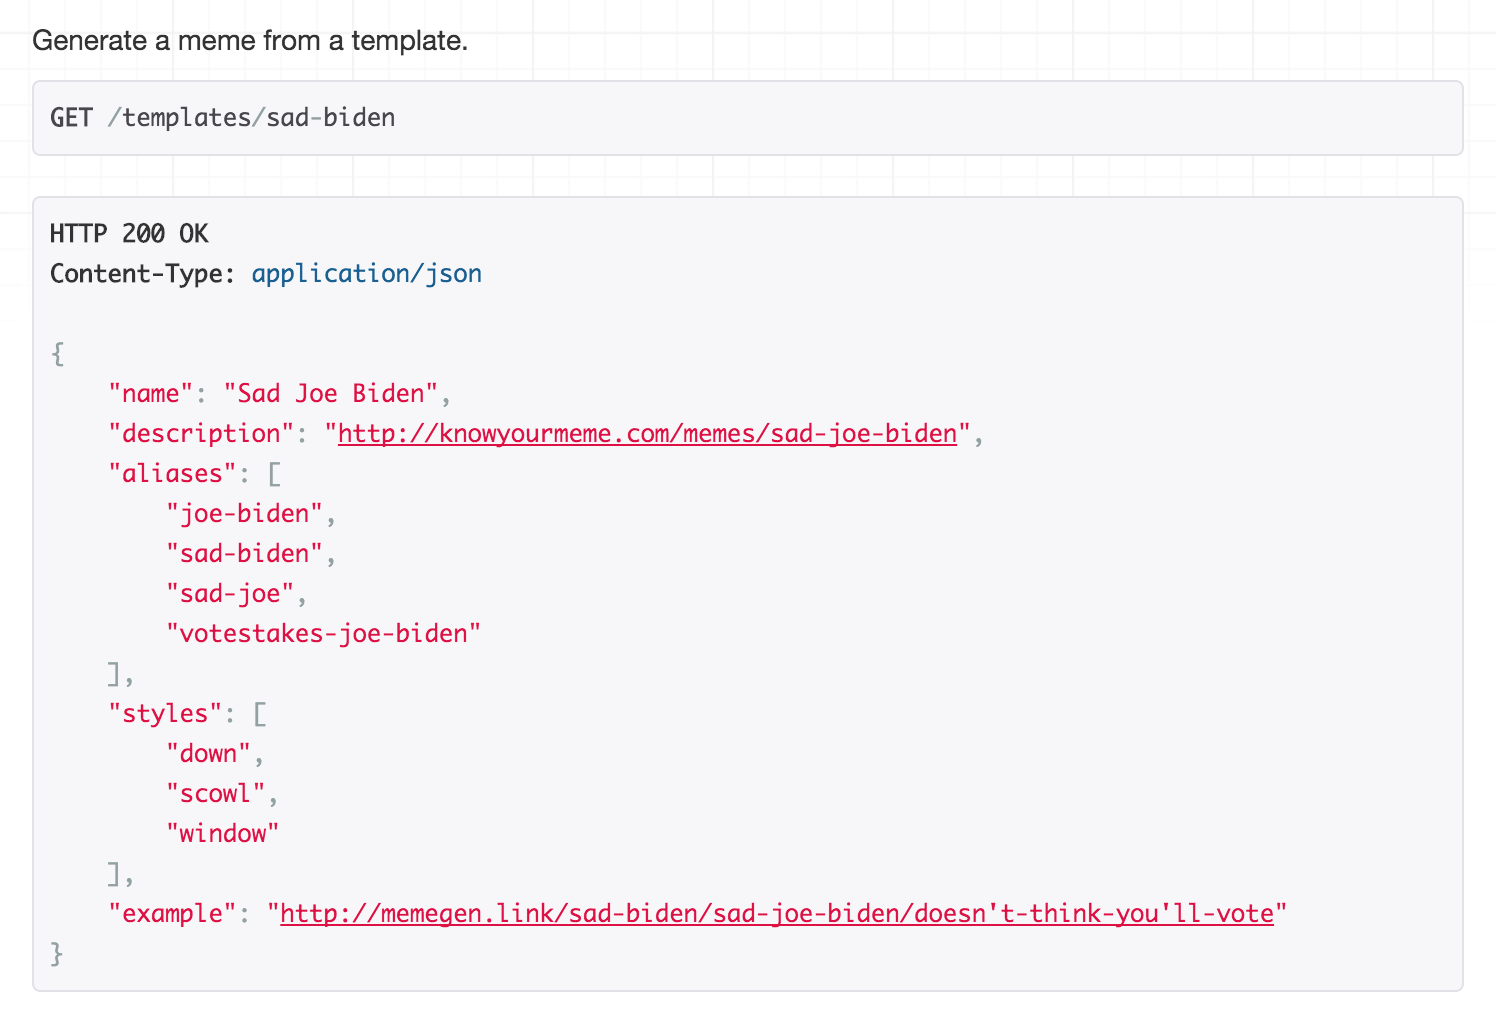 Generate a meme from a template.
GET /templates/sad-biden
HTTP 200 OK
Content-Type: application/json
{
    "name": "Sad Joe Biden",
    "description": "http://knowyourmeme.com/memes/sad-joe-biden",
    "aliases": [
        "joe-biden",
        "sad-biden",
        "sad-joe",
        "votestakes-joe-biden"
    ],
    "styles": [
        "down",
        "scowl",
        "window"
    ],
    "example": "http://memegen.link/sad-biden/sad-joe-biden/doesn't-think-you'll-vote"
}